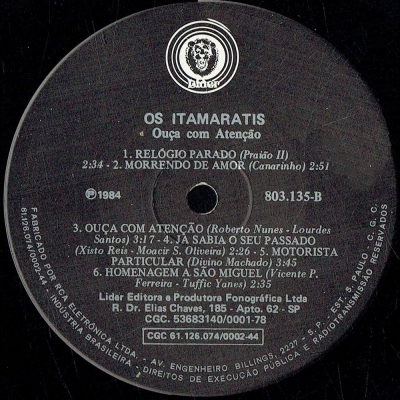 Líder
OS ITAMARATIS
Ouça com Atenção
1. RELÓGIO PARADO (Praião II)
2:34 - 2. MORRENDO DE AMOR (Canarinho) 2:51
Ⓟ 1984
803.135-B
3. OUÇA COM ATENÇÃO (Roberto Nunes - Lourdes
Santos) 3:17 - 4. JÁ SABIA O SEU PASSADO
(Xisto Reis - Moacir S. Oliveira) 2:26 - 5. MOTORISTA
PARTICULAR (Divino Machado) 3:45
6. HOMENAGEM A SÃO MIGUEL (Vicente P.
Ferreira - Tuffic Yanes) 2:35
Líder Editora e Produtora Fonográfica Ltda
R. Dr. Elias Chaves, 185 - Apto. 62 - SP
CGC. 53683140/0001-78
CGC 61.126.074/0002-44
FABRICADO POR RCA ELETRÔNICA LTDA. - AV. ENGENHEIRO BILLINGS, 2227 - S.P. - EST. S. PAULO - C.G.C.
61.126.074/0002-44 - INDÚSTRIA BRASILEIRA - DIREITOS DE EXECUÇÃO PÚBLICA E RADIOTRANSMISSÃO RESERVADOS